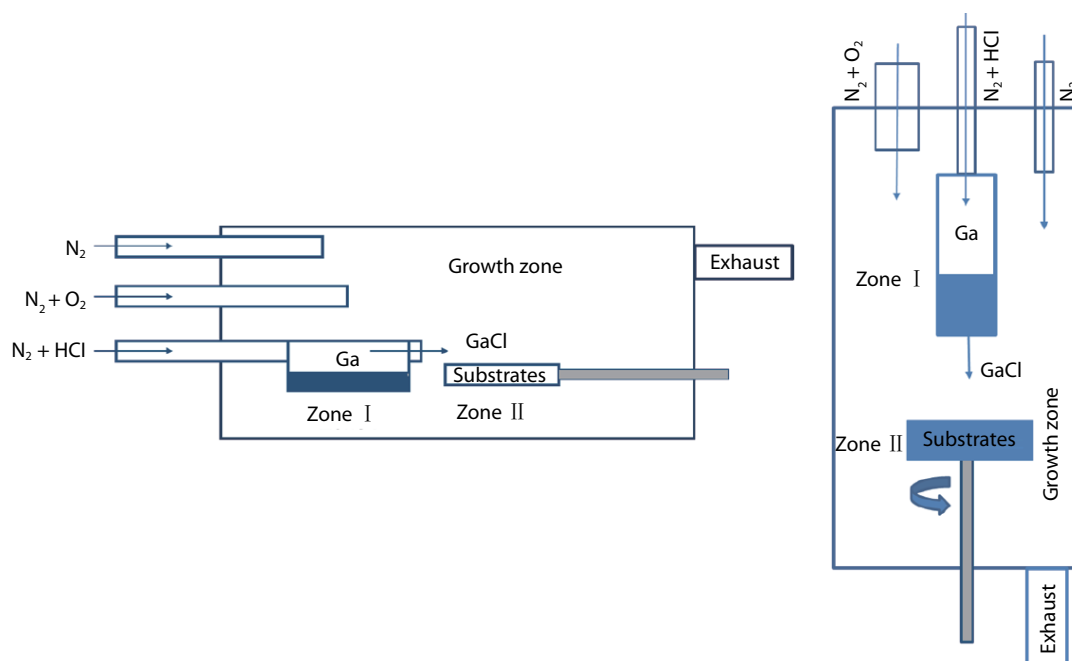 N₂
N₂ + O₂
N₂ + HCl
Growth zone
Exhaust
Ga
GaCl
Substrates
Zone Ⅰ
Zone Ⅱ
N₂ + O₂
N₂ + HCl
N₂
Ga
Zone Ⅰ
GaCl
Zone Ⅱ
Substrates
Growth zone
Exhaust